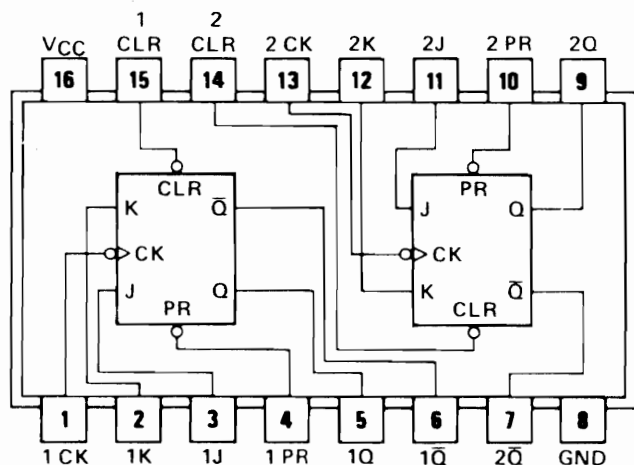 1 2
V_CC CLR CLR 2 CK 2K 2J 2 PR 2Q
16 15 14 13 12 11 10 9
CLR PR
K Q̅ J Q
CK CK
J Q K Q̅
PR CLR
1 2 3 4 5 6 7 8
1 CK 1K 1J 1 PR 1Q 1Q̅ 2Q̅ GND